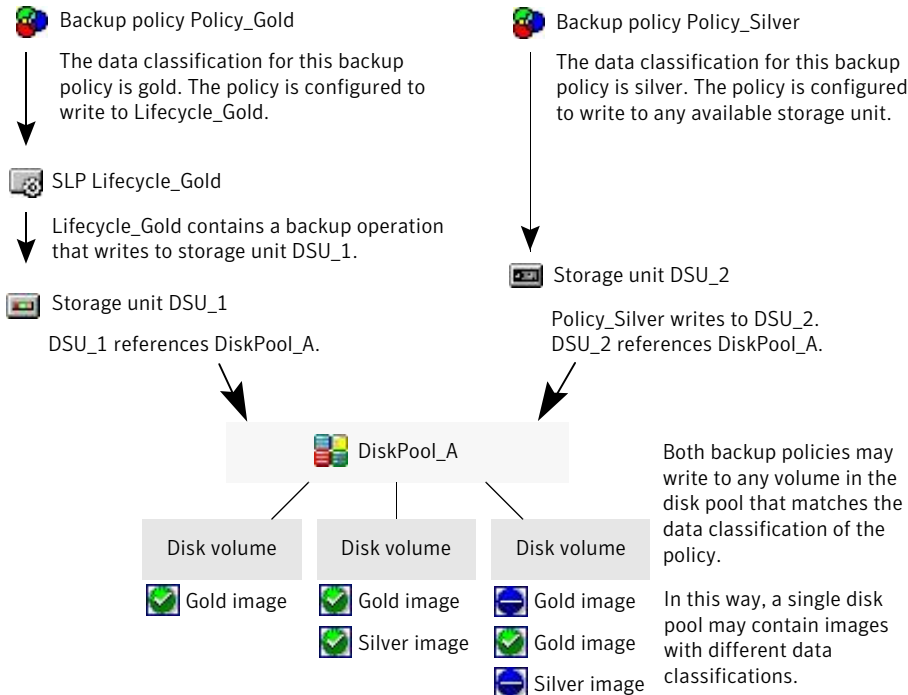 Backup policy Policy_Gold
The data classification for this backup
policy is gold. The policy is configured to
write to Lifecycle_Gold.
SLP Lifecycle_Gold
Lifecycle_Gold contains a backup operation
that writes to storage unit DSU_1.
Storage unit DSU_1
DSU_1 references DiskPool_A.
Backup policy Policy_Silver
The data classification for this backup
policy is silver. The policy is configured
to write to any available storage unit.
Storage unit DSU_2
Policy_Silver writes to DSU_2.
DSU_2 references DiskPool_A.
DiskPool_A
Disk volume
Gold image
Disk volume
Gold image
Silver image
Disk volume
Gold image
Gold image
Silver image
Both backup policies may
write to any volume in the
disk pool that matches the
data classification of the
policy.
In this way, a single disk
pool may contain images
with different data
classifications.